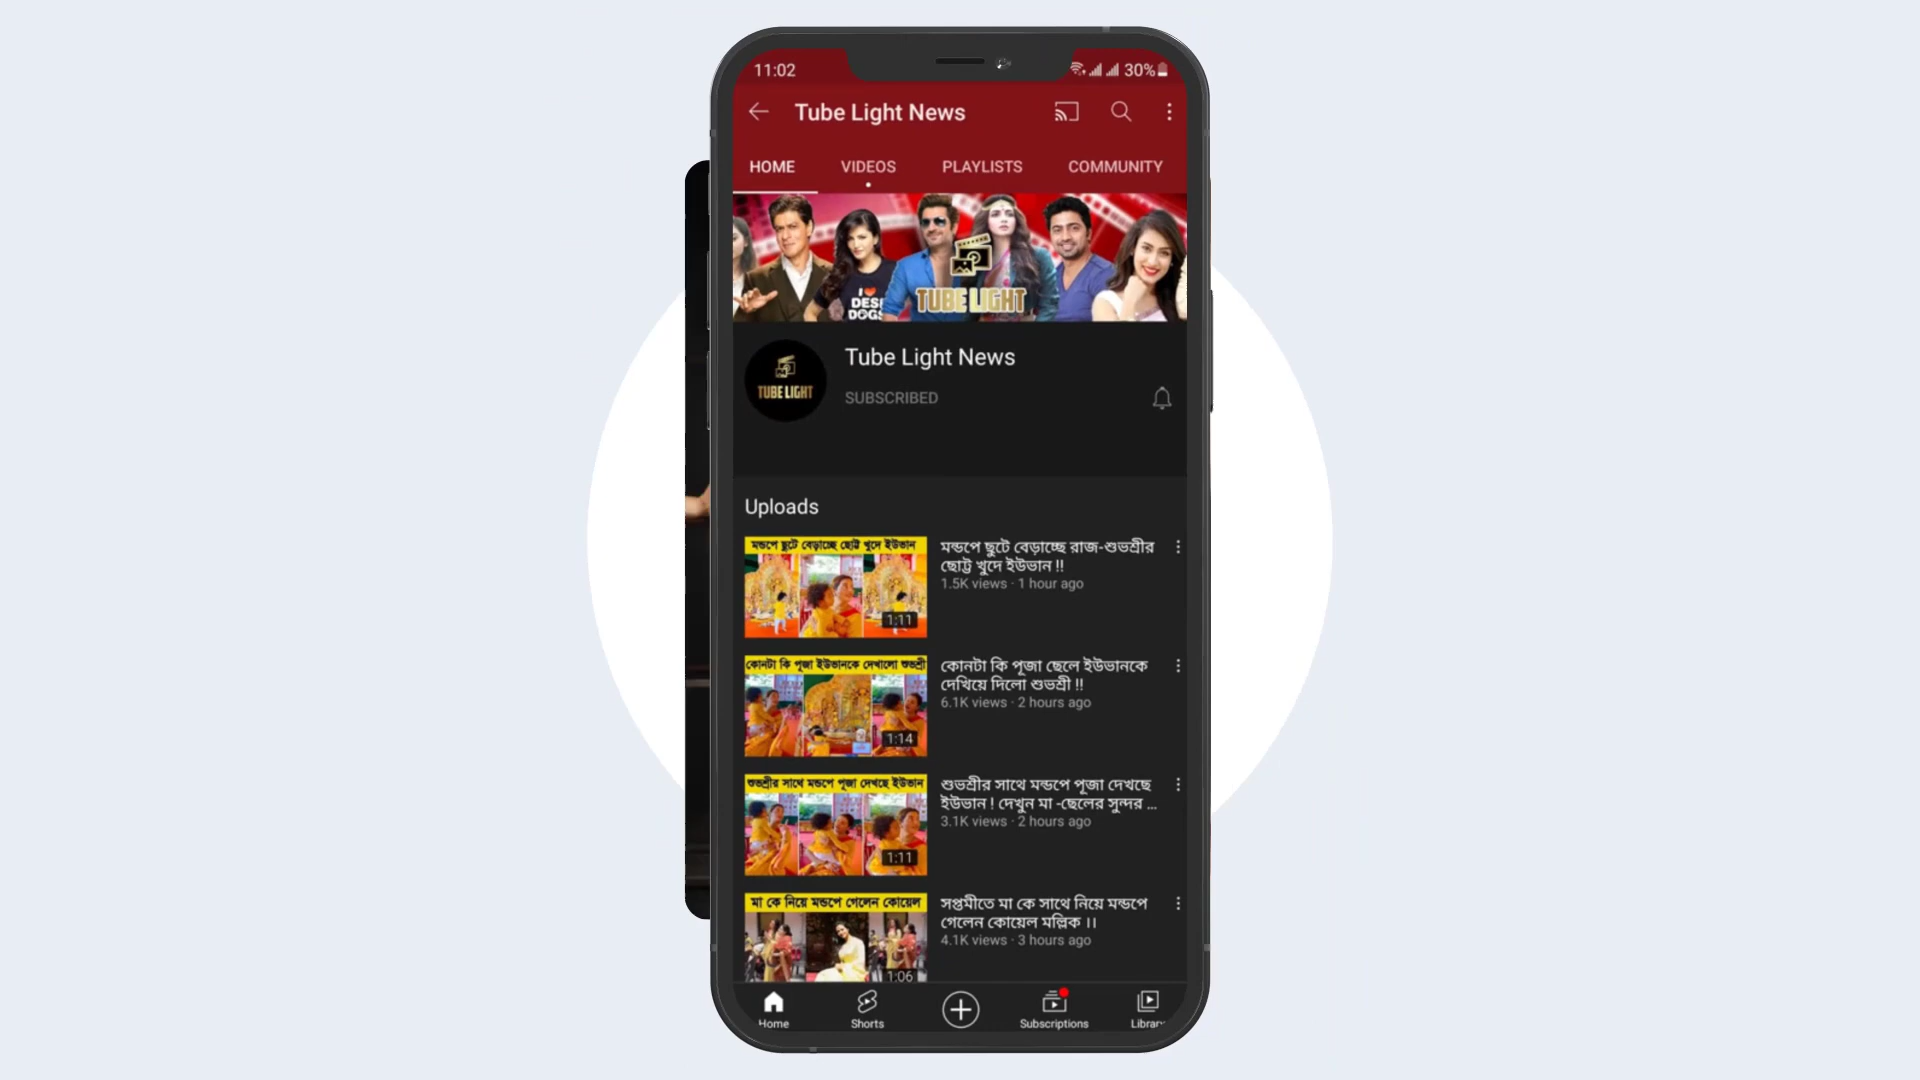 11:02
30%
Tube Light News
HOME VIDEOS PLAYLISTS COMMUNITY
I
DESI
DOGS
TUBE LIGHT
TUBE LIGHT
Tube Light News
SUBSCRIBED
Uploads
মন্ডপে ছুটে বেড়াচ্ছে ছোট্ট খুদে ইউভান
1:11
মন্ডপে ছুটে বেড়াচ্ছে রাজ-শুভশ্রীর
ছোট্ট খুদে ইউভান !!
1.5K views · 1 hour ago
কোনটা কি পূজা ইউভানকে দেখালো শুভশ্রী
1:14
কোনটা কি পূজা ছেলে ইউভানকে
দেখিয়ে দিলো শুভশ্রী !!
6.1K views · 2 hours ago
শুভশ্রীর সাথে মন্ডপে পূজা দেখছে ইউভান
1:11
শুভশ্রীর সাথে মন্ডপে পূজা দেখছে
ইউভান ! দেখুন মা -ছেলের সুন্দর ...
3.1K views · 2 hours ago
মা কে নিয়ে মন্ডপে গেলেন কোয়েল
1:06
সপ্তমীতে মা কে সাথে নিয়ে মন্ডপে
গেলেন কোয়েল মল্লিক ।।
4.1K views · 3 hours ago
Home Shorts Subscriptions Library